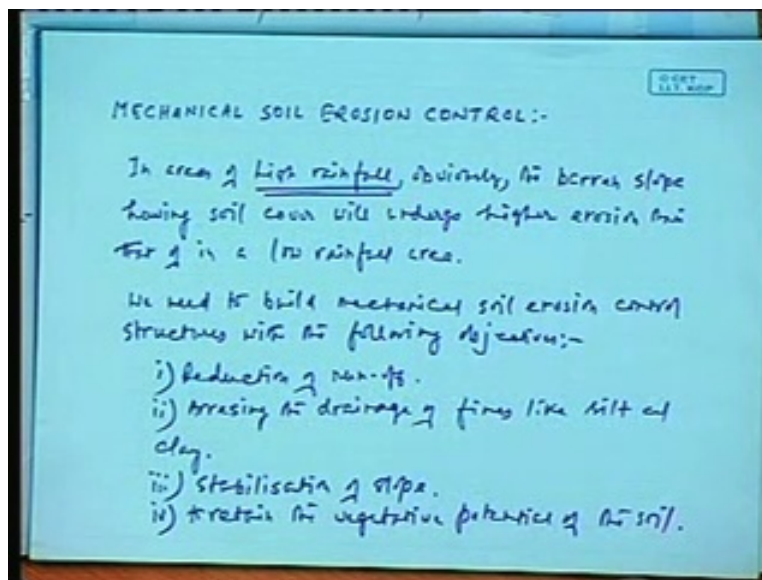 CET
I.I.T. KGP
MECHANICAL SOIL EROSION CONTROL:-
In areas of high rainfall, obviously, the barren slope
having soil cover will undergo higher erosion than
that of in a low rainfall area.
We need to build mechanical soil erosion control
structures with the following objectives:-
i) Reduction of run-off.
ii) Arresing the drainage of fines like silt and
clay.
iii) Stabilisation of slope.
iv) to retain the vegetative potential of the soil.